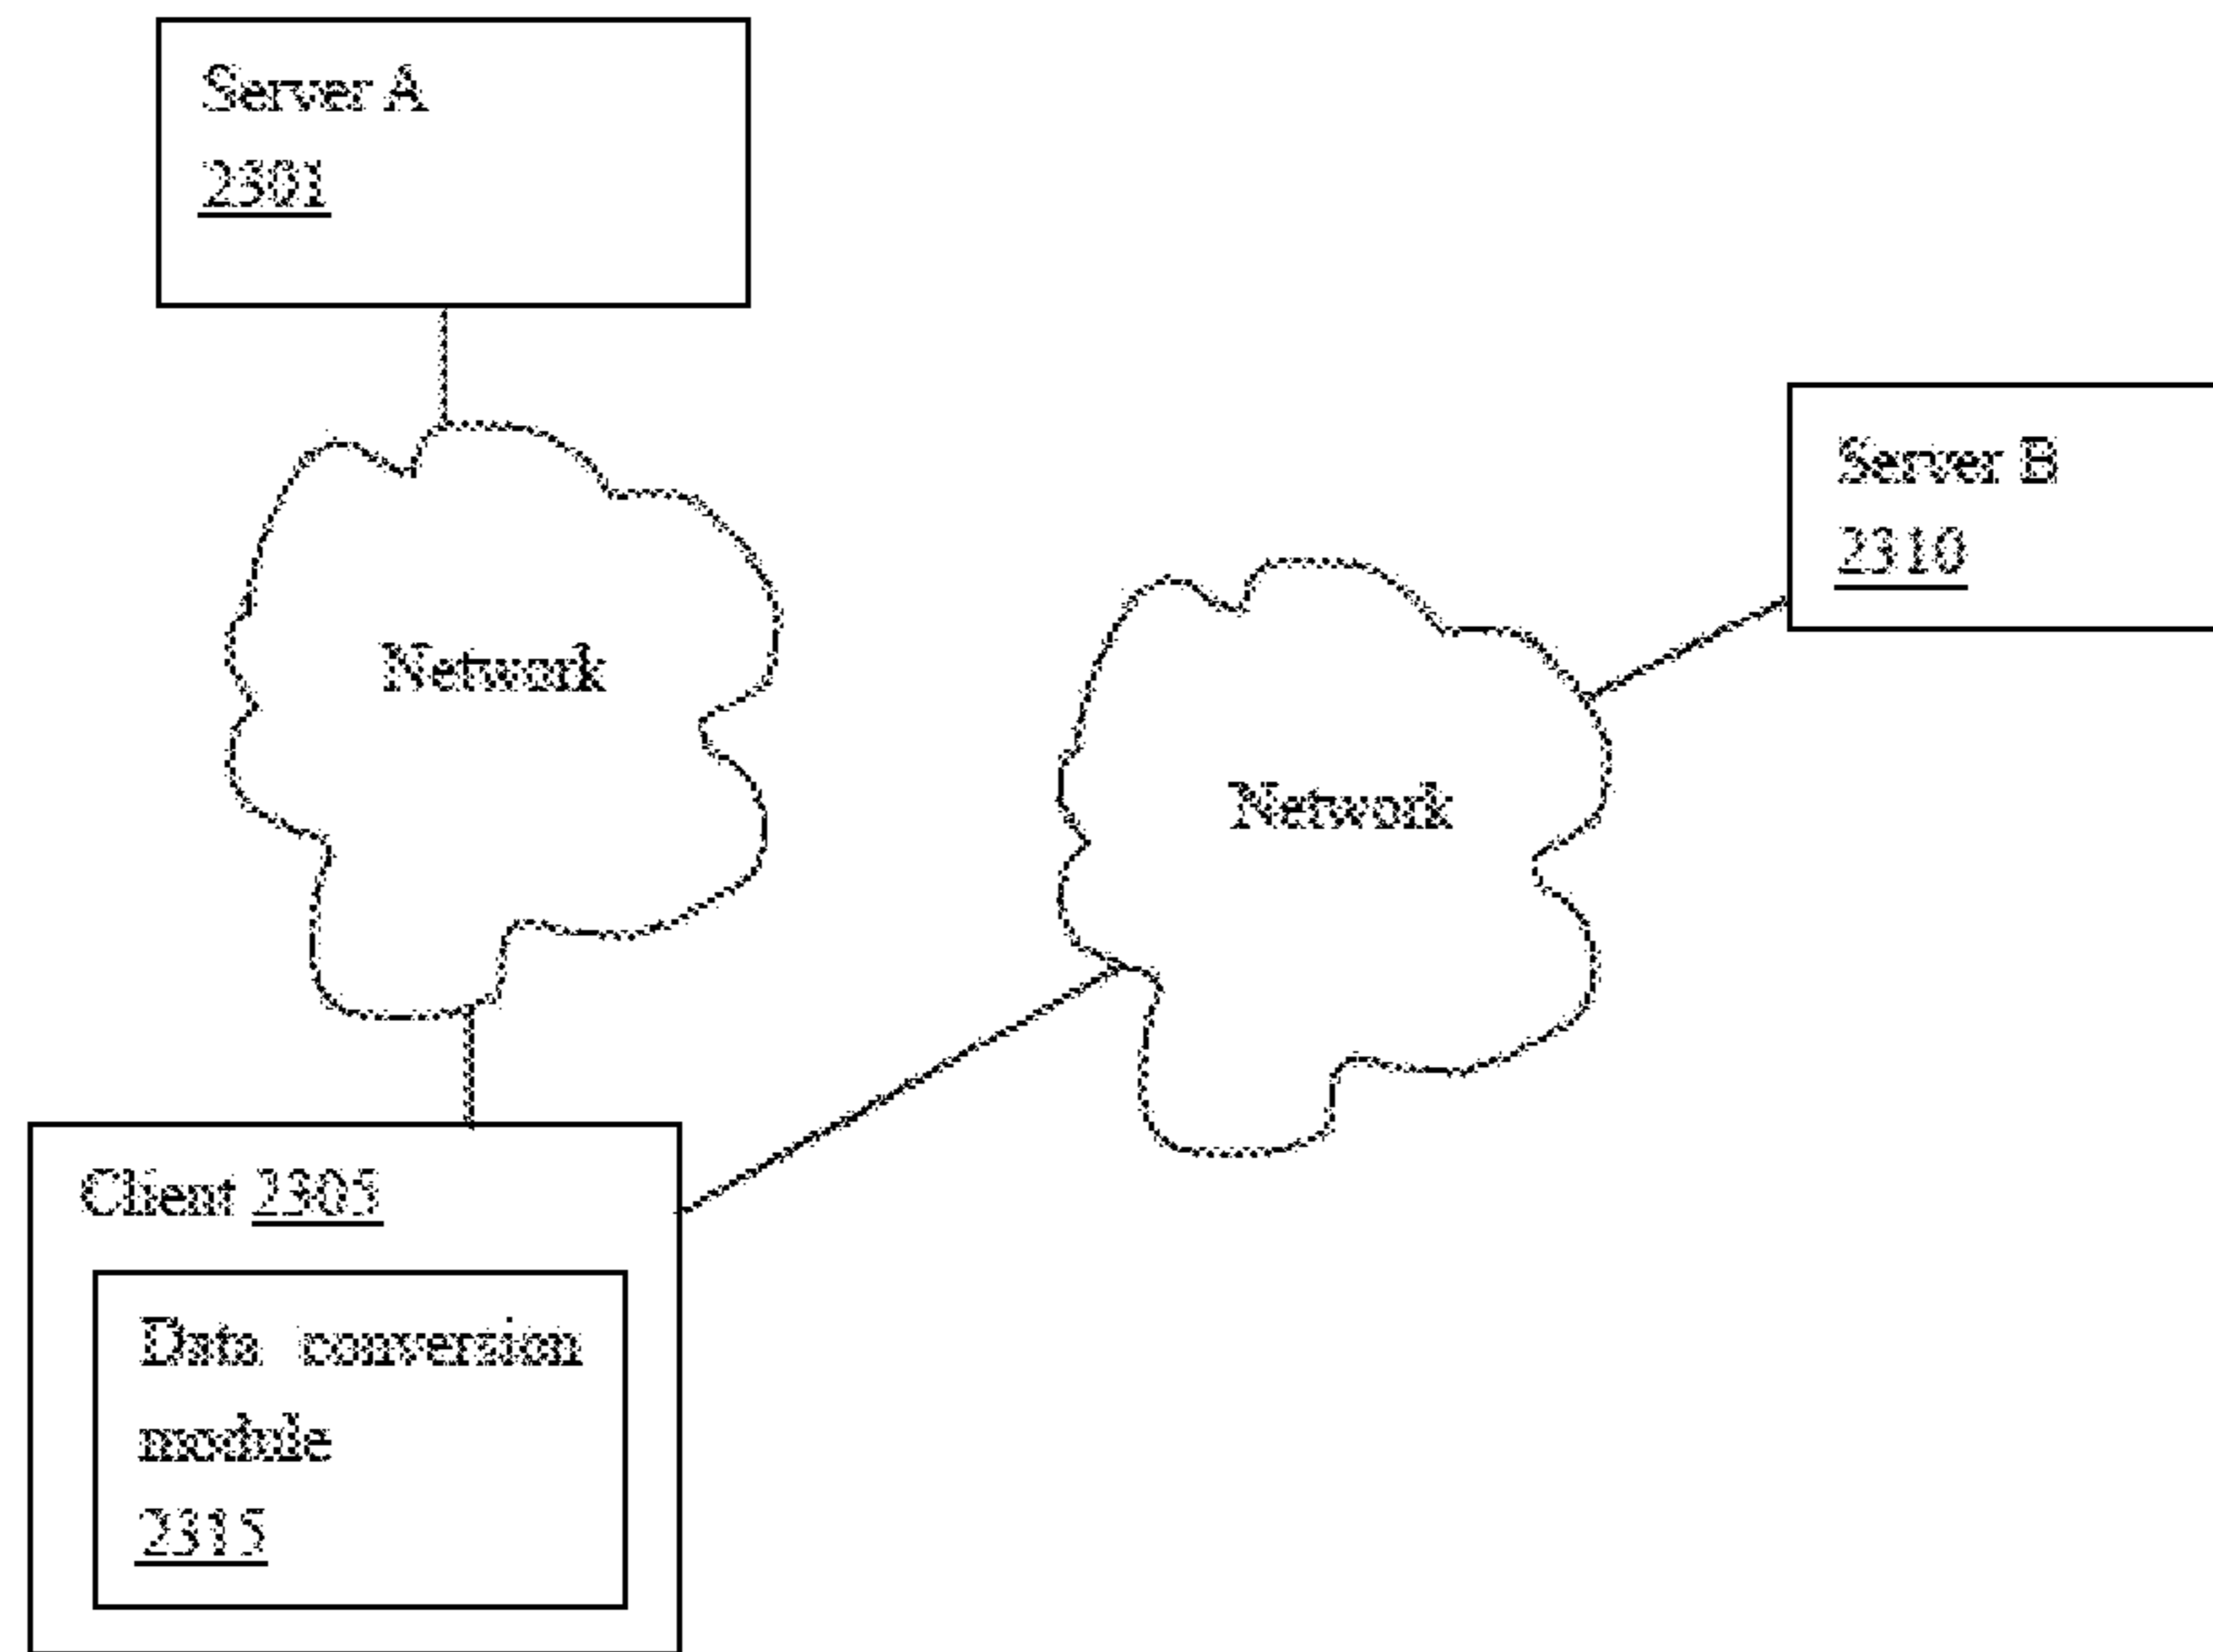 Server A
2301
Server B
2310
Network
Network
Client 2305
Data conversion
module
2315